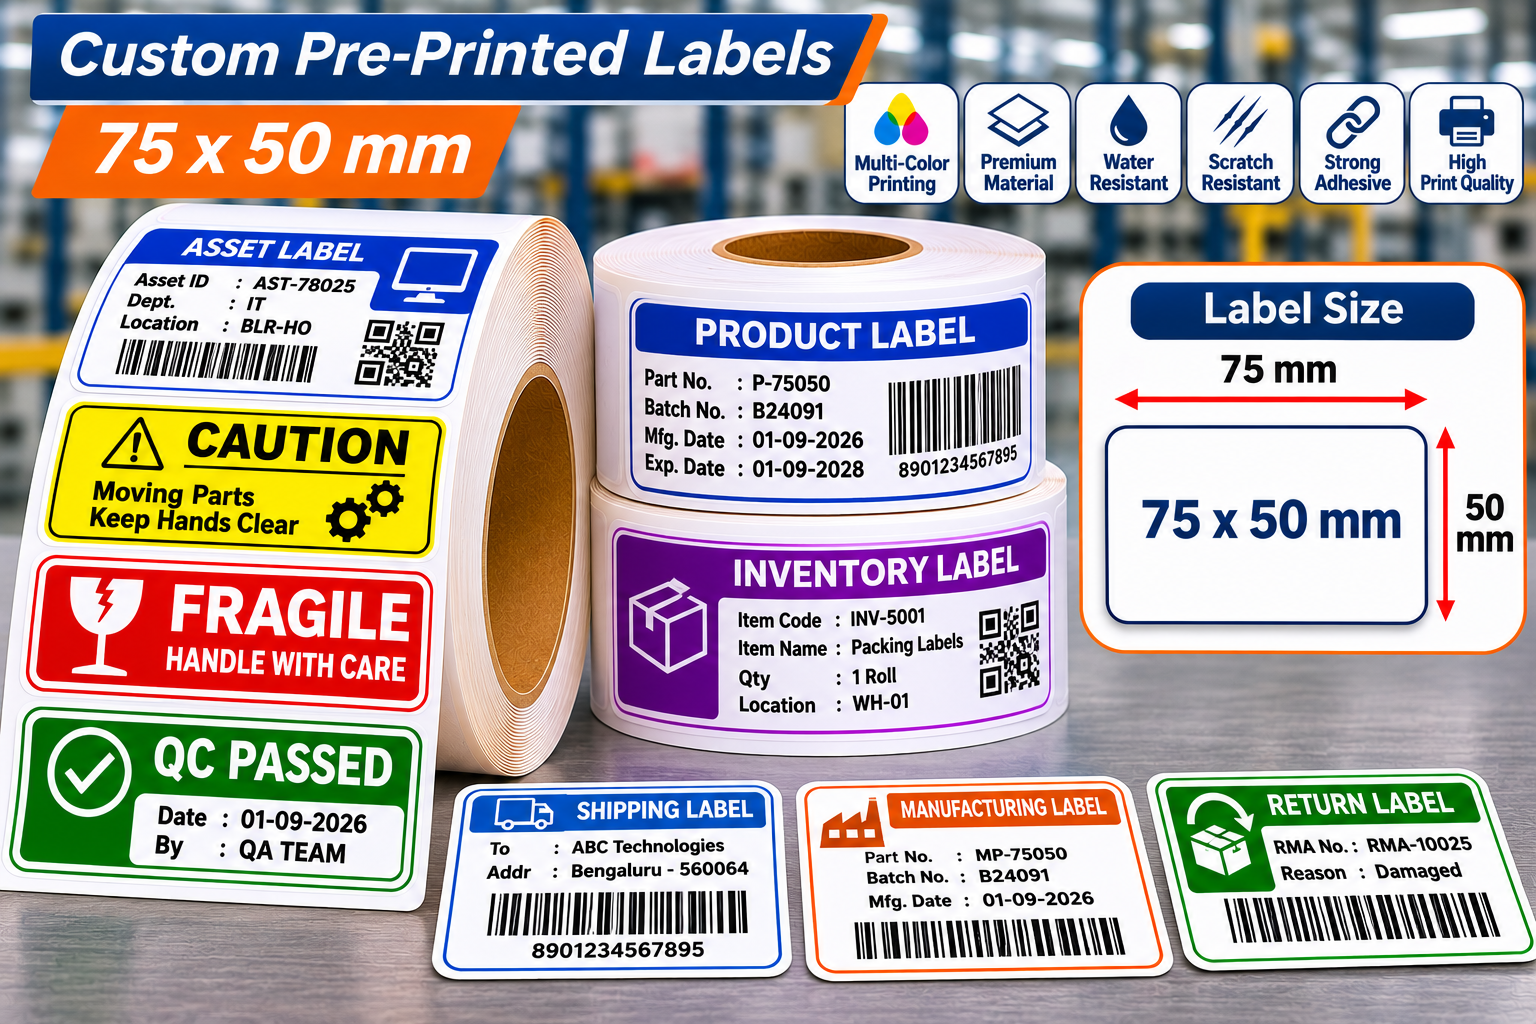 Custom Pre-Printed Labels
75 x 50 mm
Multi-Color
Printing
Premium
Material
Water
Resistant
Scratch
Resistant
Strong
Adhesive
High
Print Quality
ASSET LABEL
Asset ID : AST-78025
Dept. : IT
Location : BLR-HO
CAUTION
Moving Parts
Keep Hands Clear
FRAGILE
HANDLE WITH CARE
QC PASSED
Date : 01-09-2026
By : QA TEAM
PRODUCT LABEL
Part No. : P-75050
Batch No. : B24091
Mfg. Date : 01-09-2026
Exp. Date : 01-09-2028
8901234567895
INVENTORY LABEL
Item Code : INV-5001
Item Name : Packing Labels
Qty : 1 Roll
Location : WH-01
Label Size
75 mm
75 x 50 mm
50
mm
SHIPPING LABEL
To : ABC Technologies
Addr : Bengaluru - 560064
8901234567895
MANUFACTURING LABEL
Part No. : MP-75050
Batch No. : B24091
Mfg. Date : 01-09-2026
RETURN LABEL
RMA No. : RMA-10025
Reason : Damaged